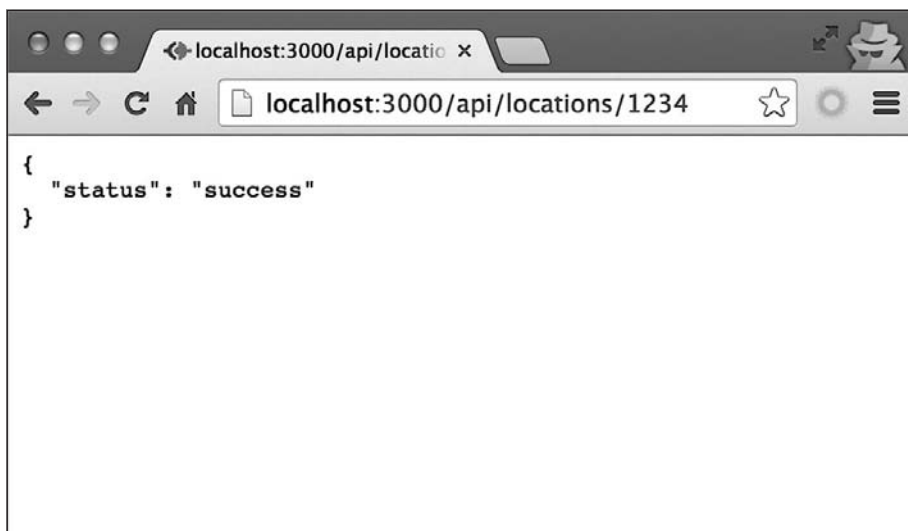 localhost:3000/api/locatio
localhost:3000/api/locations/1234
{
"status": "success"
}